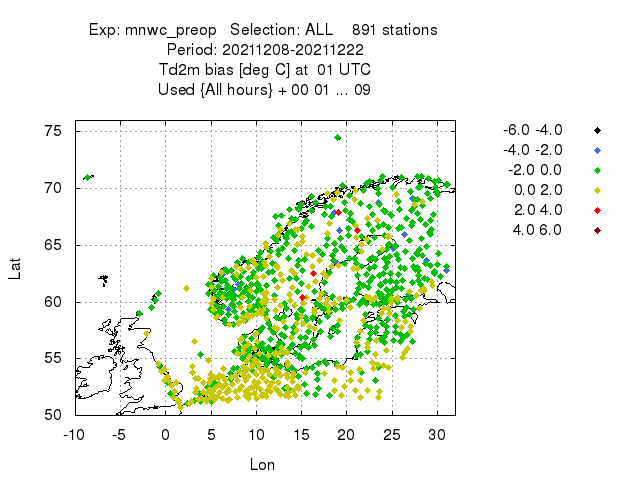 Exp: mnwc_preop   Selection: ALL    891 stations
Period: 20211208-20211222
Td2m bias [deg C] at  01 UTC
Used {All hours} + 00 01 ... 09
75
70
65
60
55
50
-10 -5 0 5 10 15 20 25 30
Lat
Lon
-6.0 -4.0
-4.0 -2.0
-2.0 0.0
0.0 2.0
2.0 4.0
4.0 6.0